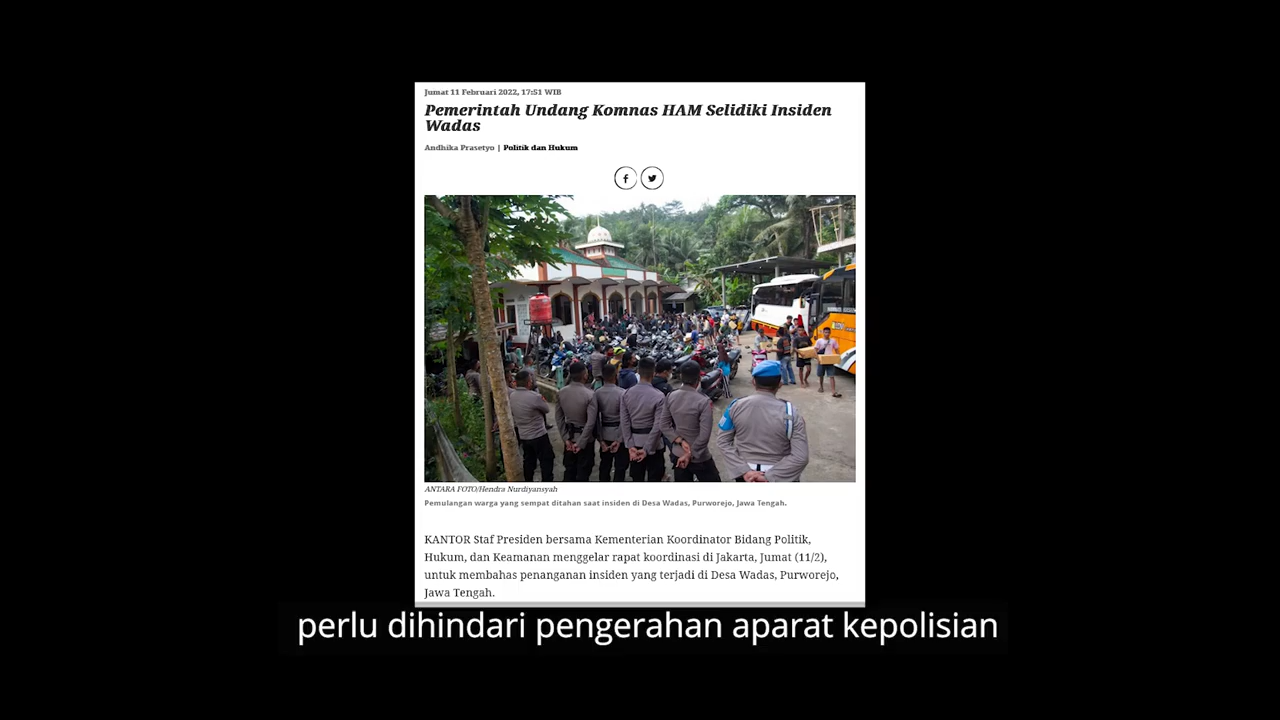 Jumat 11 Februari 2022, 17:51 WIB
Pemerintah Undang Komnas HAM Selidiki Insiden
Wadas
Andhika Prasetyo | Politik dan Hukum
ANTARA FOTO/Hendra Nurdiyansyah
Pemulangan warga yang sempat ditahan saat insiden di Desa Wadas, Purworejo, Jawa Tengah.
KANTOR Staf Presiden bersama Kementerian Koordinator Bidang Politik,
Hukum, dan Keamanan menggelar rapat koordinasi di Jakarta, Jumat (11/2),
untuk membahas penanganan insiden yang terjadi di Desa Wadas, Purworejo,
Jawa Tengah.
perlu dihindari pengerahan aparat kepolisian